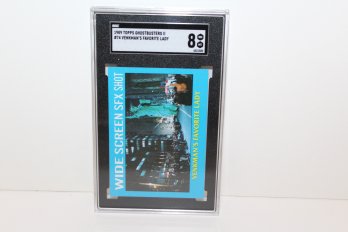 1989 TOPPS GHOSTBUSTERS II
#74 VENKMAN'S FAVORITE LADY
8
WIDE SCREEN SFX SHOT
VENKMAN'S FAVORITE LADY